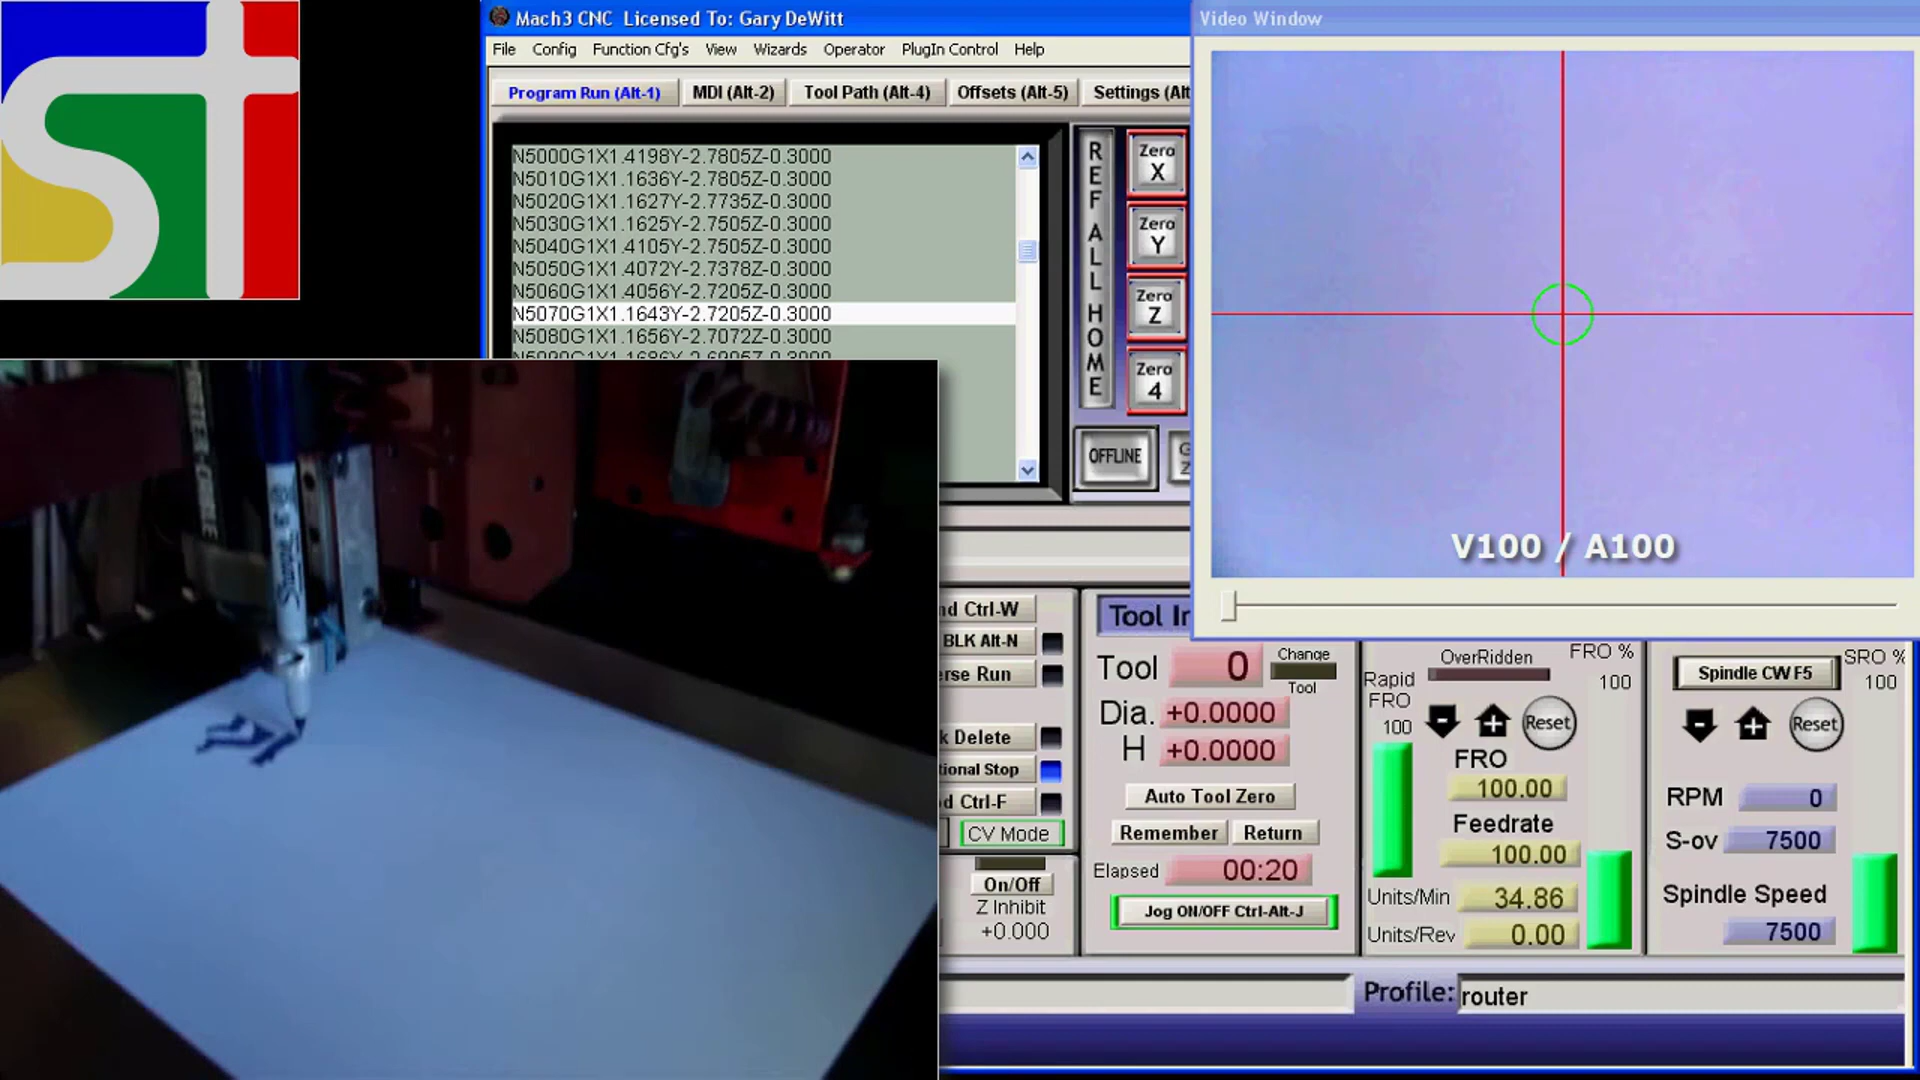 st
Mach3 CNC Licensed To: Gary DeWitt
File Config Function Cfg's View Wizards Operator PlugIn Control Help
Program Run (Alt-1) MDI (Alt-2) Tool Path (Alt-4) Offsets (Alt-5) Settings (Alt
N5000G1X1.4198Y-2.7805Z-0.3000
N5010G1X1.1636Y-2.7805Z-0.3000
N5020G1X1.1627Y-2.7735Z-0.3000
N5030G1X1.1625Y-2.7505Z-0.3000
N5040G1X1.4105Y-2.7505Z-0.3000
N5050G1X1.4072Y-2.7378Z-0.3000
N5060G1X1.4056Y-2.7205Z-0.3000
N5070G1X1.1643Y-2.7205Z-0.3000
N5080G1X1.1656Y-2.7072Z-0.3000
REF ALL HOME
Zero X
Zero Y
Zero Z
Zero 4
OFFLINE
G
Z
Video Window
V100 / A100
Sharpie
nd Ctrl-W
BLK Alt-N
erse Run
k Delete
ional Stop
d Ctrl-F
CV Mode
On/Off
Z Inhibit
+0.000
Tool In
Tool 0 Change Tool
Dia. +0.0000
H +0.0000
Auto Tool Zero
Remember Return
Elapsed 00:20
Jog ON/OFF Ctrl-Alt-J
OverRidden FRO %
100
Rapid
FRO
100
Reset
FRO
100.00
Feedrate
100.00
Units/Min 34.86
Units/Rev 0.00
Spindle CW F5 SRO %
100
Reset
RPM 0
S-ov 7500
Spindle Speed
7500
Profile: router